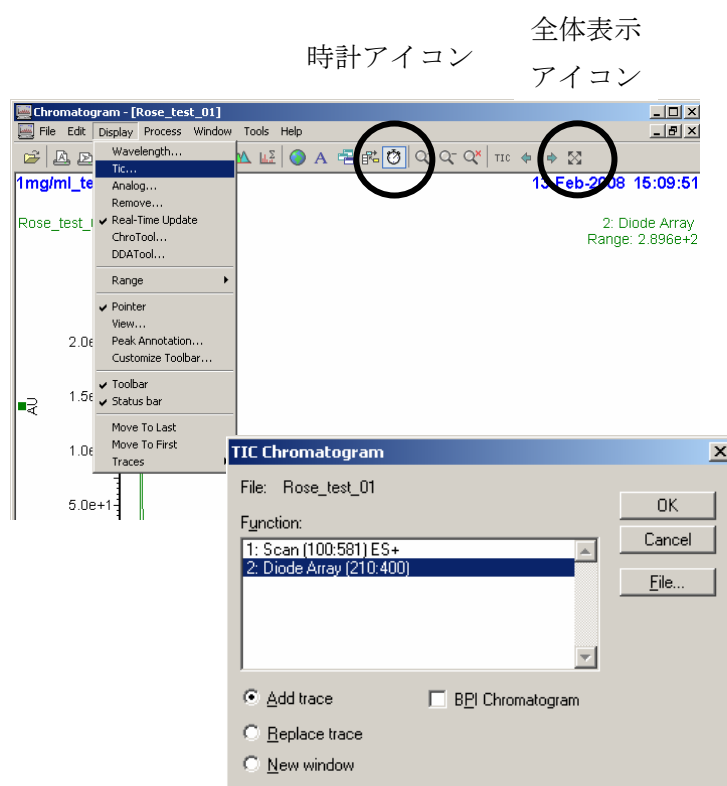 時計アイコン
全体表示
アイコン
Chromatogram - [Rose_test_01]
File Edit Display Process Window Tools Help
TIC
1mg/ml_te
13-Feb-2008 15:09:51
Rose_test_
2: Diode Array
Range: 2.896e+2
Wavelength...
Tic...
Analog...
Remove...
Real-Time Update
ChroTool...
DDATool...
Range
Pointer
View...
Peak Annotation...
Customize Toolbar...
Toolbar
Status bar
Move To Last
Move To First
Traces
2.0e
1.5e
AU
1.0e
5.0e+1
TIC Chromatogram
File: Rose_test_01
Function:
1: Scan (100:581) ES+
2: Diode Array (210:400)
OK
Cancel
File...
Add trace
BPI Chromatogram
Replace trace
New window